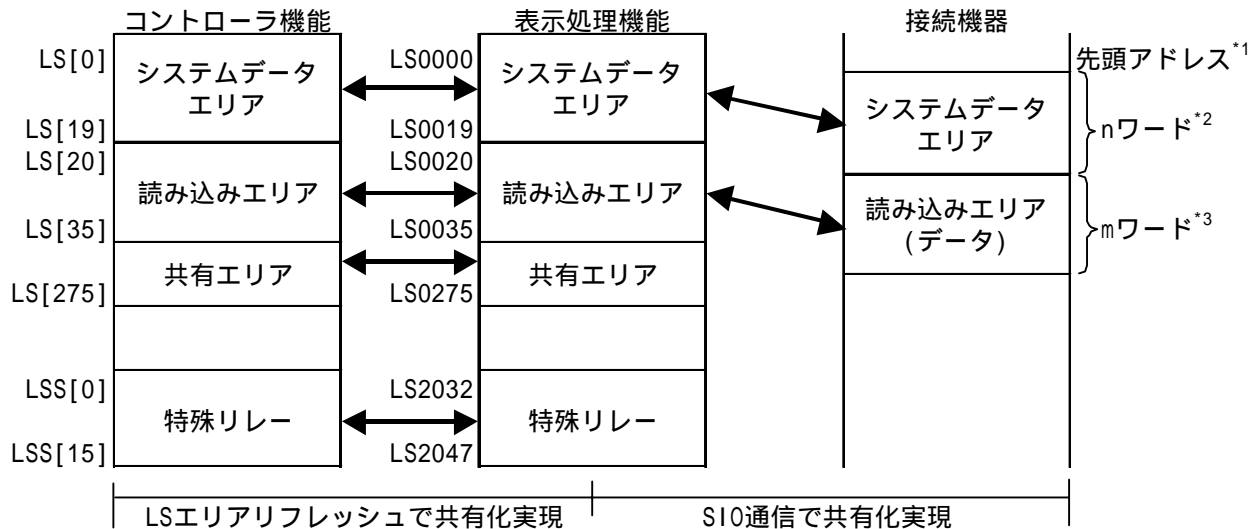 コントローラ機能
表示処理機能
接続機器
LS[0]
システムデータ
エリア
LS[19]
LS[20]
読み込みエリア
LS[35]
共有エリア
LS[275]
LSS[0]
特殊リレー
LSS[15]
LS0000
システムデータ
エリア
LS0019
LS0020
読み込みエリア
LS0035
共有エリア
LS0275
LS2032
特殊リレー
LS2047
先頭アドレス*1
システムデータ
エリア
nワード*2
読み込みエリア
(データ)
mワード*3
LSエリアリフレッシュで共有化実現
SIO通信で共有化実現